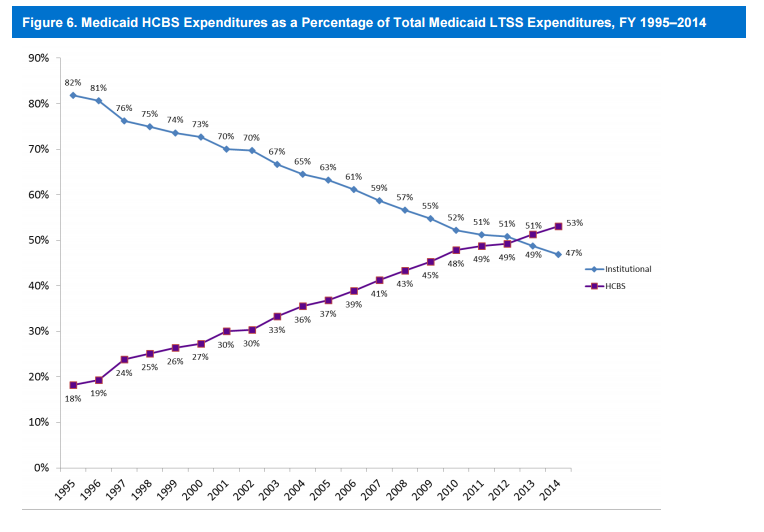 Figure 6. Medicaid HCBS Expenditures as a Percentage of Total Medicaid LTSS Expenditures, FY 1995–2014
90%
80%
70%
60%
50%
40%
30%
20%
10%
0%
82% 81% 76% 75% 74% 73% 70% 70% 67% 65% 63% 61% 59% 57% 55% 52% 51% 51% 49% 47%
18% 19% 24% 25% 26% 27% 30% 30% 33% 36% 37% 39% 41% 43% 45% 48% 49% 49% 51% 53%
Institutional
HCBS
1995 1996 1997 1998 1999 2000 2001 2002 2003 2004 2005 2006 2007 2008 2009 2010 2011 2012 2013 2014